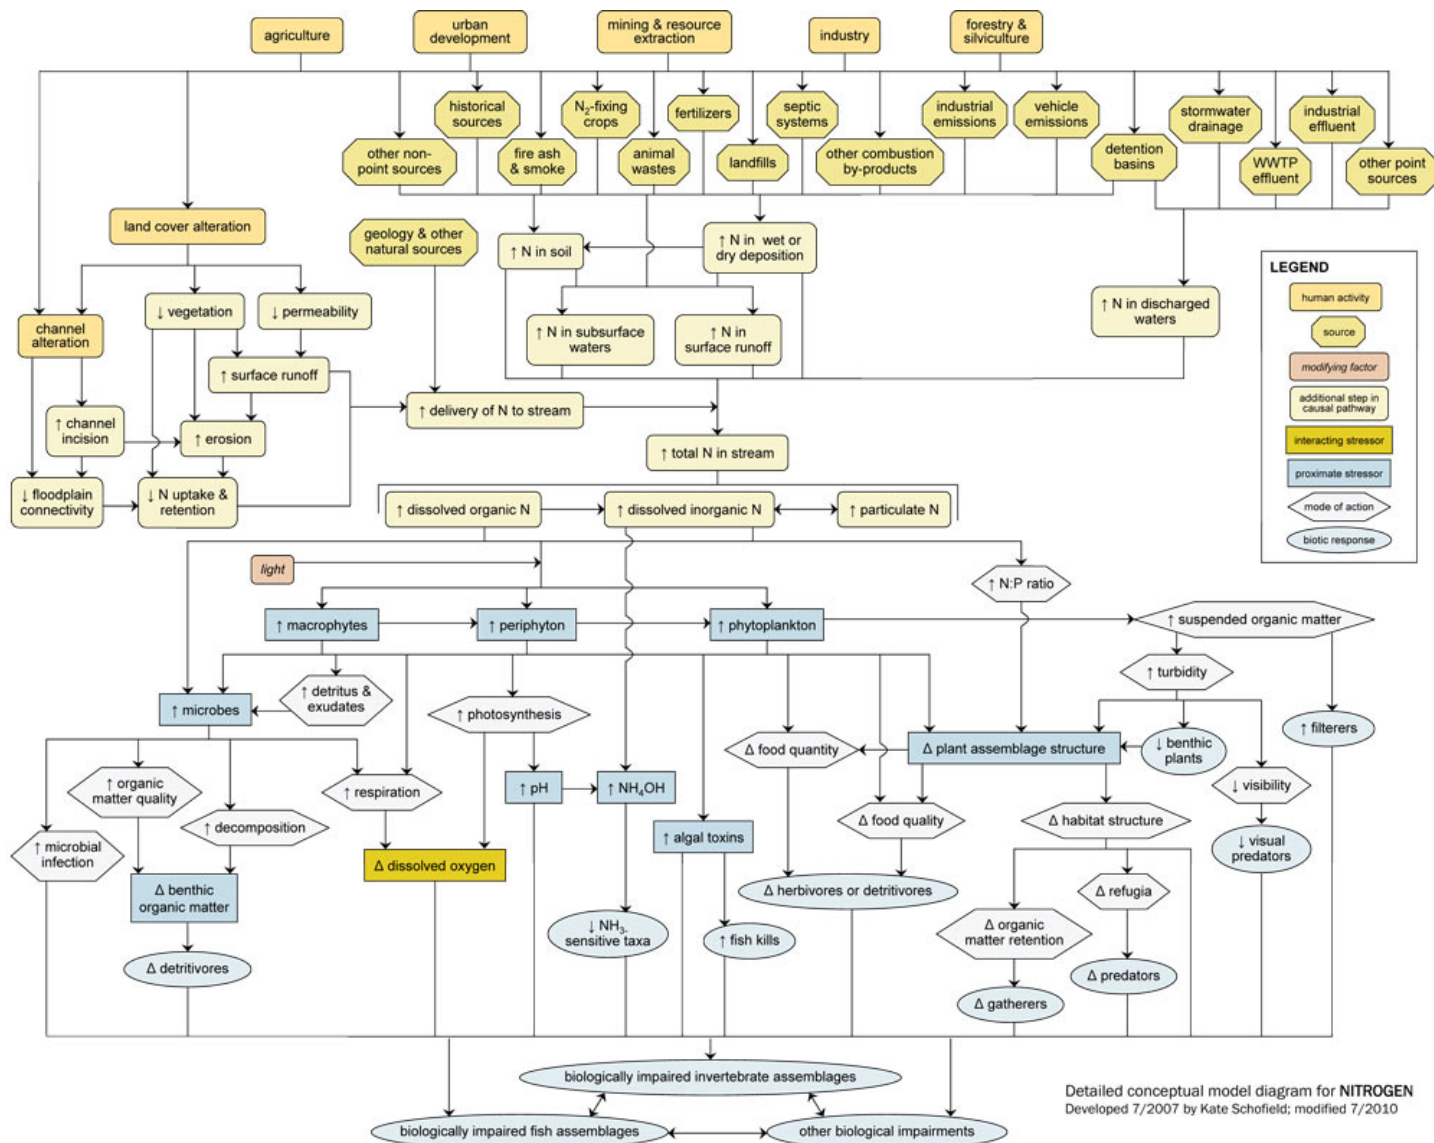 agriculture
urban
development
mining & resource
extraction
industry
forestry &
silviculture
historical
sources
N₂-fixing
crops
fertilizers
septic
systems
industrial
emissions
vehicle
emissions
stormwater
drainage
industrial
effluent
other non-
point sources
fire ash
& smoke
animal
wastes
landfills
other combustion
by-products
detention
basins
WWTP
effluent
other point
sources
land cover alteration
geology & other
natural sources
↑ N in soil
↑ N in wet or
dry deposition
LEGEND
human activity
source
modifying factor
additional step in
causal pathway
interacting stressor
proximate stressor
mode of action
biotic response
↓ vegetation
↓ permeability
↑ N in discharged
waters
channel
alteration
↑ N in subsurface
waters
↑ N in
surface runoff
↑ surface runoff
↑ delivery of N to stream
↑ channel
incision
↑ erosion
↑ total N in stream
↓ floodplain
connectivity
↓ N uptake &
retention
↑ dissolved organic N
↑ dissolved inorganic N
↑ particulate N
light
↑ N:P ratio
↑ macrophytes
↑ periphyton
↑ phytoplankton
↑ suspended organic matter
↑ turbidity
↑ detritus &
exudates
↑ microbes
↑ photosynthesis
↑ filterers
Δ food quantity
Δ plant assemblage structure
↓ benthic
plants
↑ organic
matter quality
↑ respiration
↑ pH
↑ NH₄OH
↓ visibility
↑ decomposition
↑ microbial
infection
↑ algal toxins
Δ food quality
Δ habitat structure
↓ visual
predators
Δ dissolved oxygen
Δ benthic
organic matter
Δ herbivores or detritivores
Δ refugia
↓ NH₃-
sensitive taxa
↑ fish kills
Δ organic
matter retention
Δ detritivores
Δ predators
Δ gatherers
biologically impaired invertebrate assemblages
biologically impaired fish assemblages
other biological impairments
Detailed conceptual model diagram for NITROGEN
Developed 7/2007 by Kate Schofield; modified 7/2010